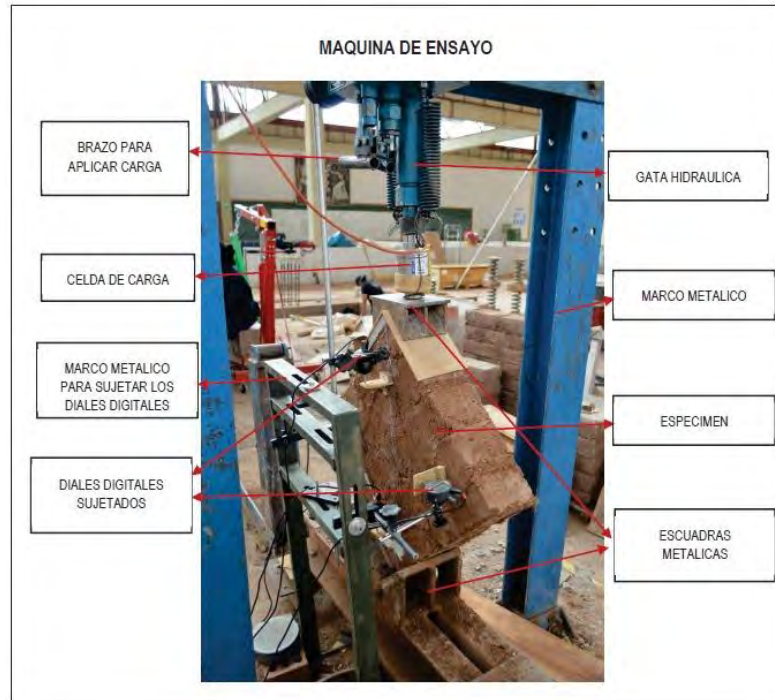 MAQUINA DE ENSAYO
BRAZO PARA
APLICAR CARGA
CELDA DE CARGA
MARCO METALICO
PARA SUJETAR LOS
DIALES DIGITALES
DIALES DIGITALES
SUJETADOS
GATA HIDRAULICA
MARCO METALICO
ESPECIMEN
ESCUADRAS
METALICAS